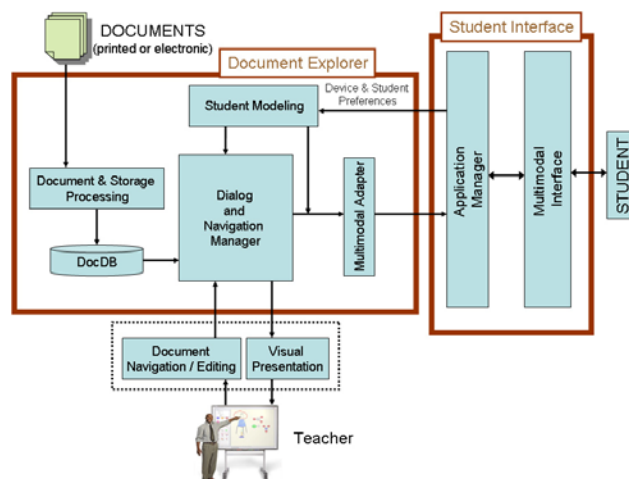 DOCUMENTS
(printed or electronic)
Document Explorer
Student Interface
Student Modeling
Device & Student
Preferences
Document & Storage
Processing
DocDB
Dialog
and
Navigation
Manager
Multimodal Adapter
Application
Manager
Multimodal
Interface
STUDENT
Document
Navigation / Editing
Visual
Presentation
Teacher